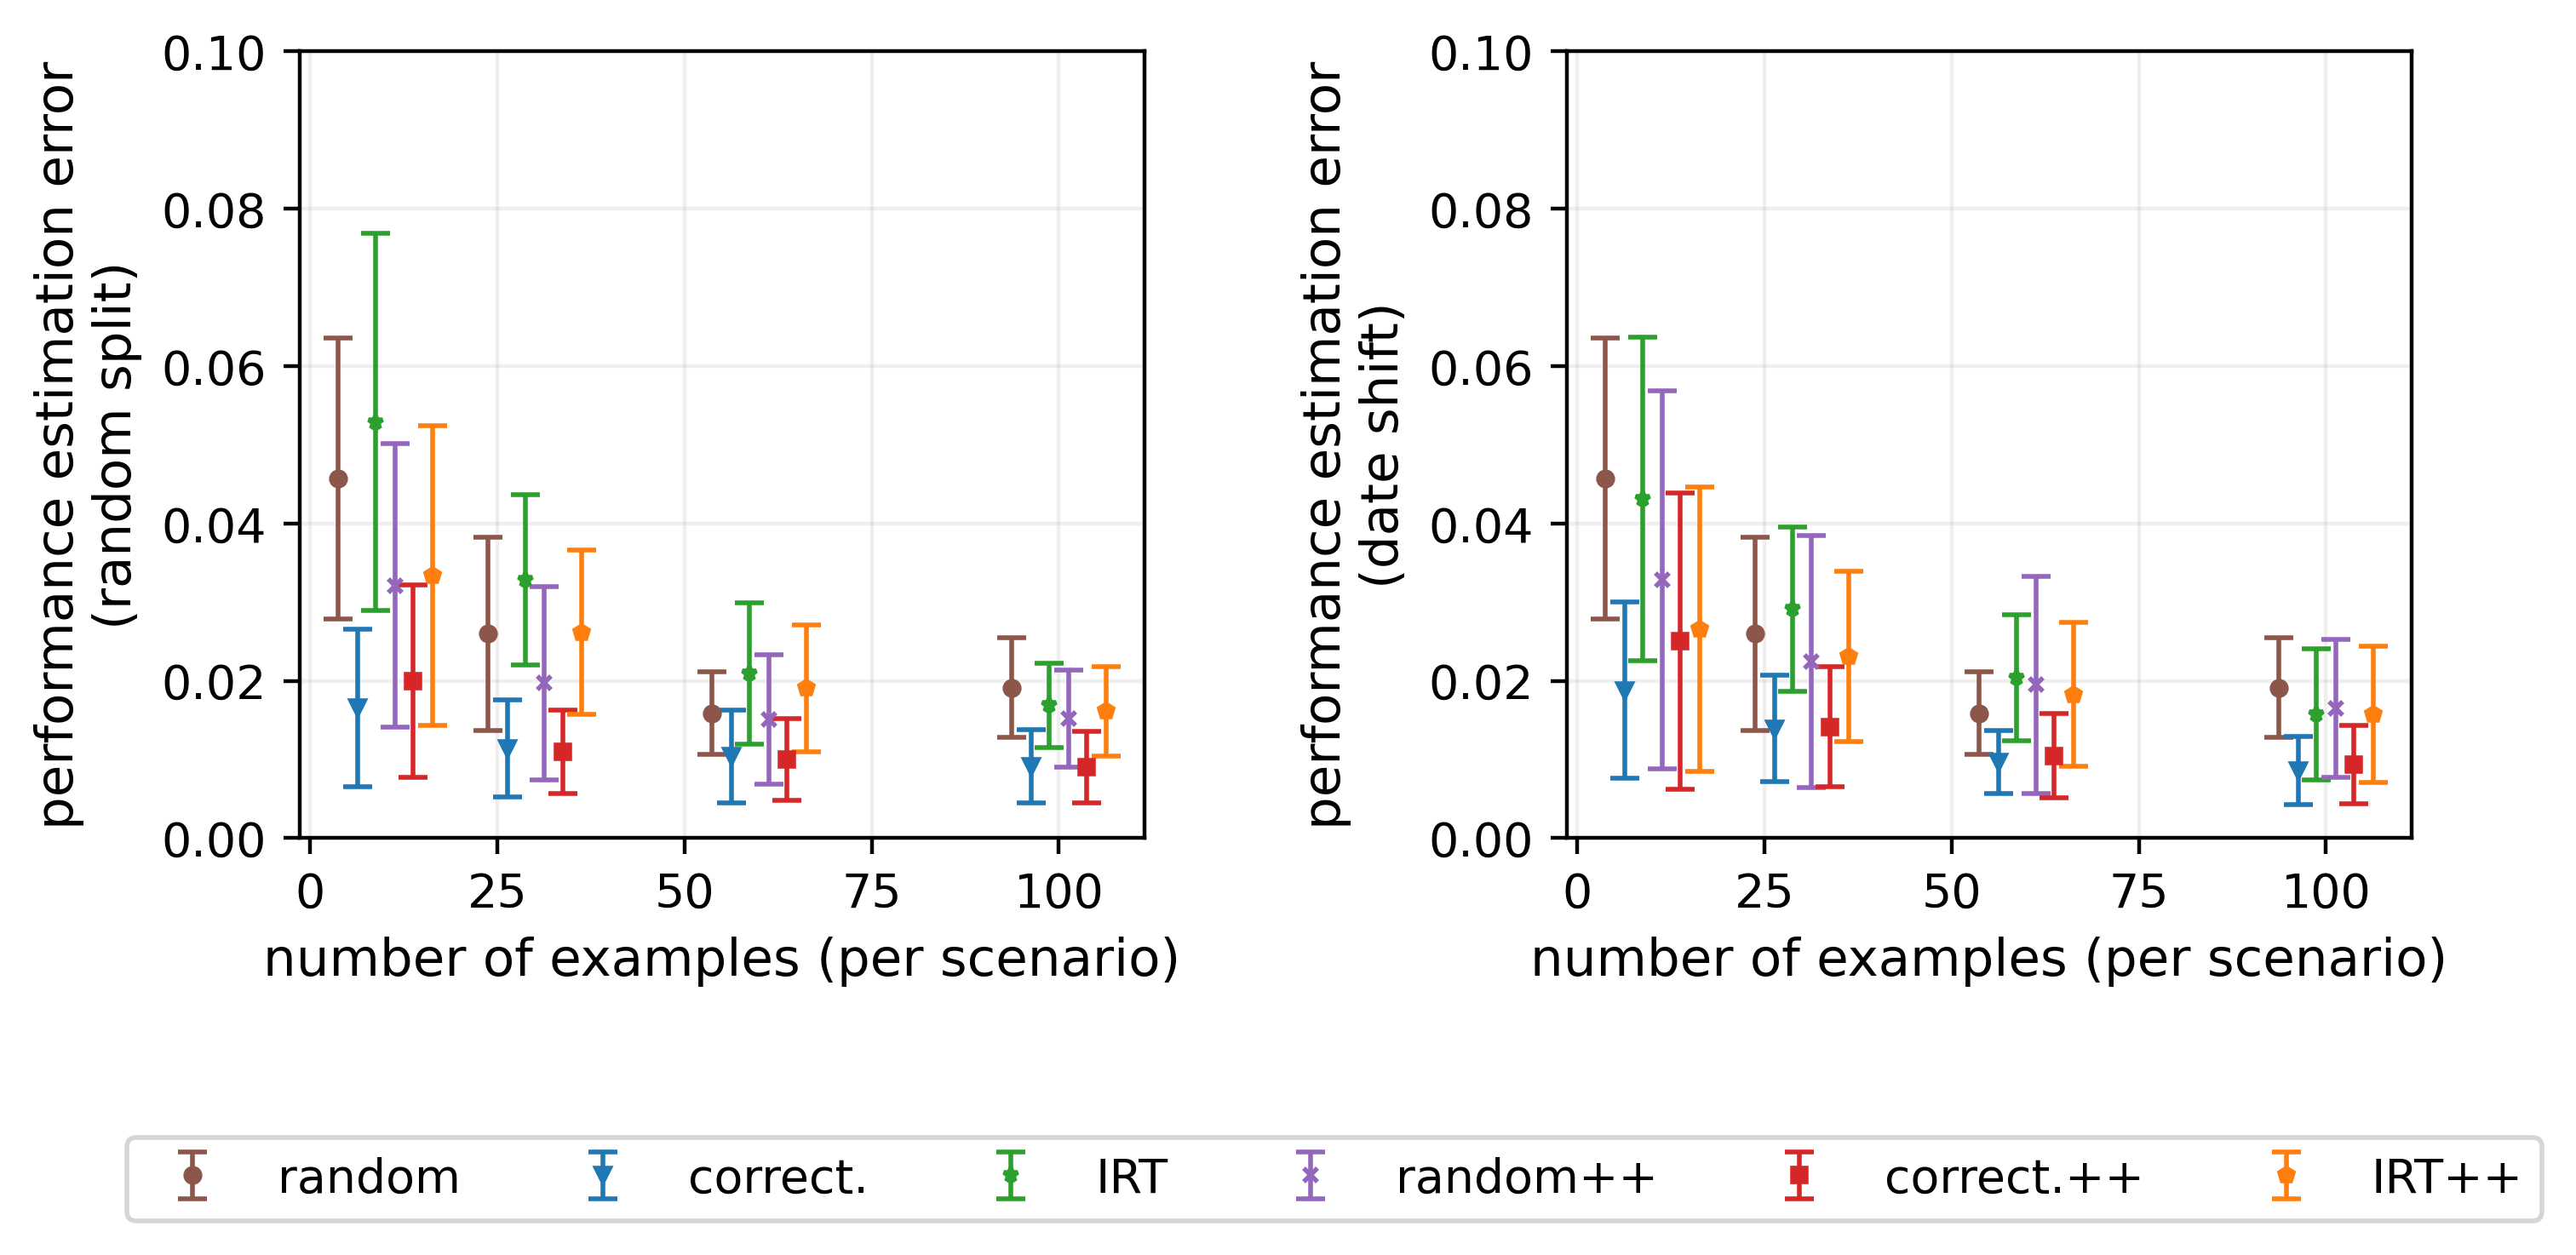 performance estimation error
(random split)
0.10
0.08
0.06
0.04
0.02
0.00
0 25 50 75 100
number of examples (per scenario)
performance estimation error
(date shift)
0.10
0.08
0.06
0.04
0.02
0.00
0 25 50 75 100
number of examples (per scenario)
random correct. IRT random++ correct.++ IRT++